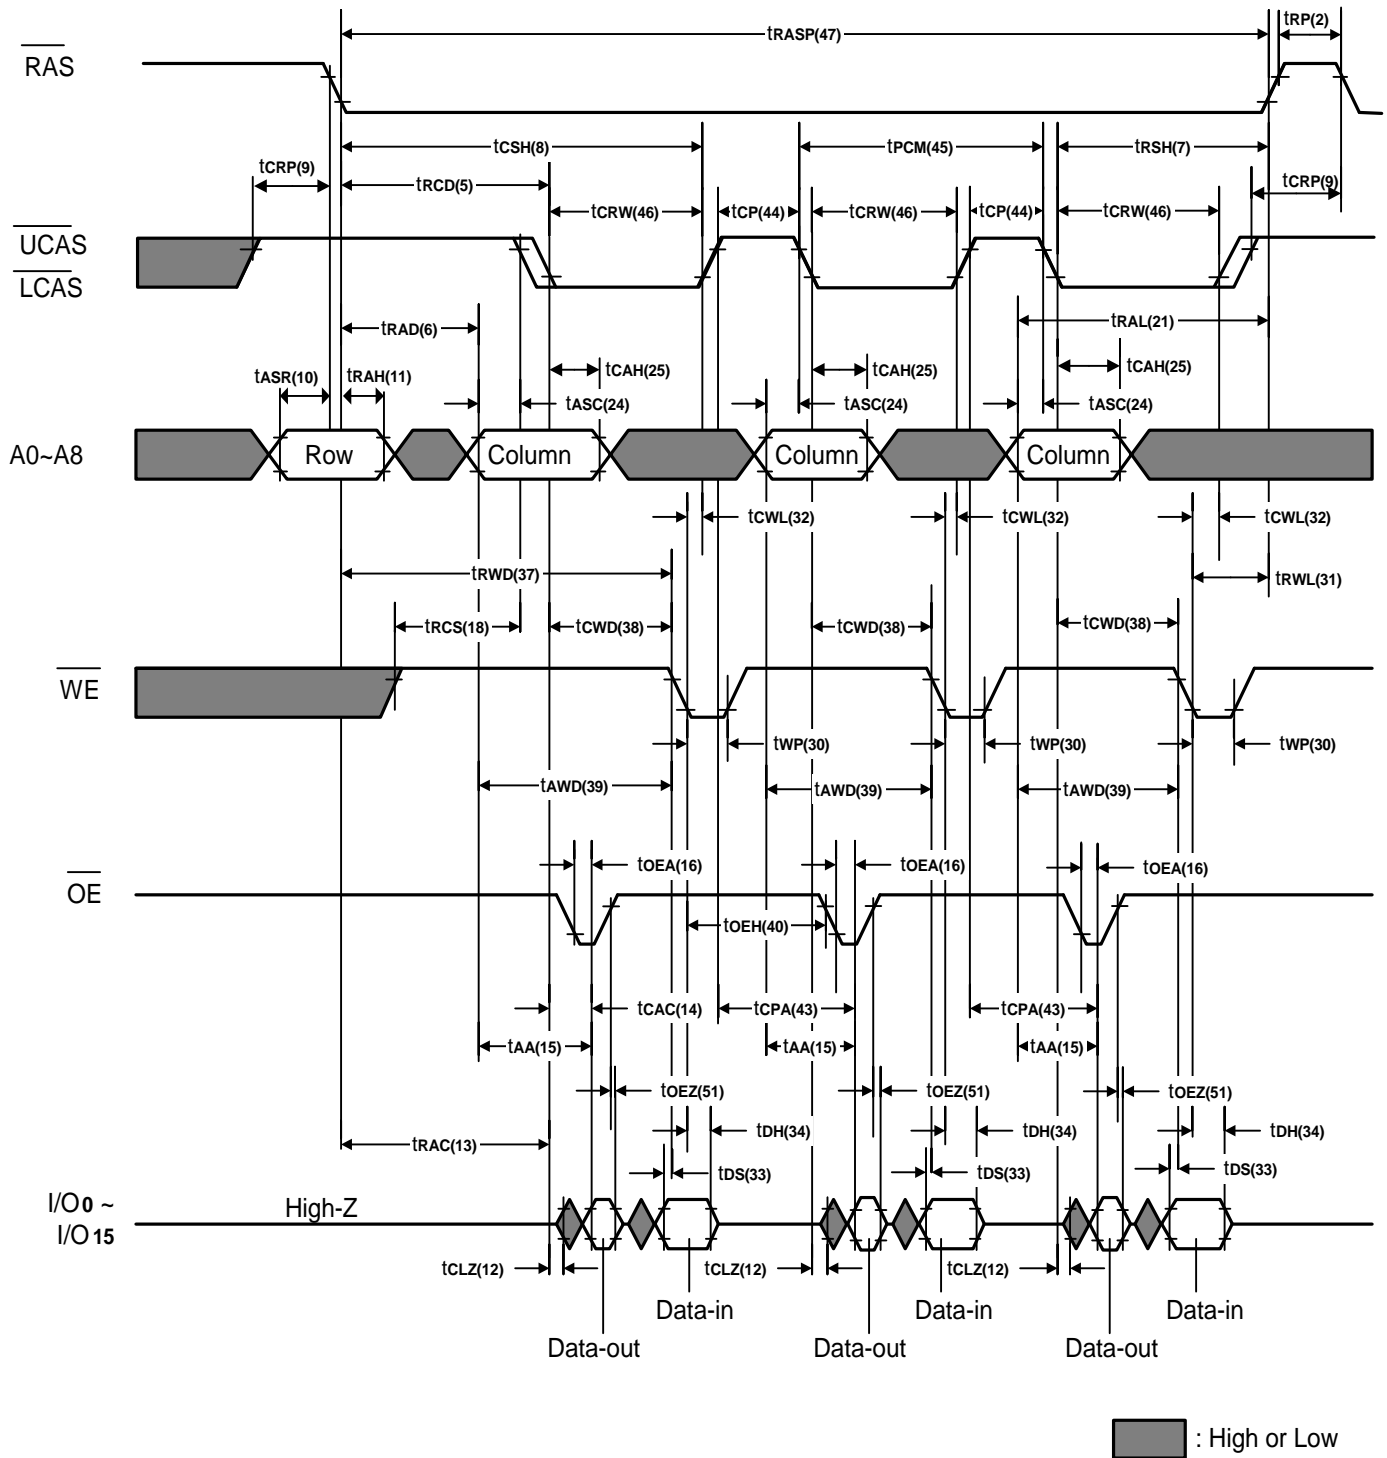 tRP(2)
tRASP(47)
RAS
tCSH(8)
tPCM(45)
tRSH(7)
tCRP(9)
tRCD(5)
tCRP(9)
tCRW(46)
tCP(44)
tCRW(46)
tCP(44)
tCRW(46)
UCAS
LCAS
tRAD(6)
tRAL(21)
tASR(10)
tRAH(11)
tCAH(25)
tCAH(25)
tCAH(25)
tASC(24)
tASC(24)
tASC(24)
A0~A8
Row
Column
Column
Column
tCWL(32)
tCWL(32)
tCWL(32)
tRWD(37)
tRWL(31)
tRCS(18)
tCWD(38)
tCWD(38)
tCWD(38)
WE
tWP(30)
tWP(30)
tWP(30)
tAWD(39)
tAWD(39)
tAWD(39)
tOEA(16)
tOEA(16)
tOEA(16)
OE
tOEH(40)
tCAC(14)
tCPA(43)
tCPA(43)
tAA(15)
tAA(15)
tAA(15)
tOEZ(51)
tOEZ(51)
tOEZ(51)
tRAC(13)
tDH(34)
tDH(34)
tDH(34)
tDS(33)
tDS(33)
tDS(33)
I/O0 ~
I/O15
High-Z
tCLZ(12)
tCLZ(12)
tCLZ(12)
Data-in
Data-in
Data-in
Data-out
Data-out
Data-out
: High or Low